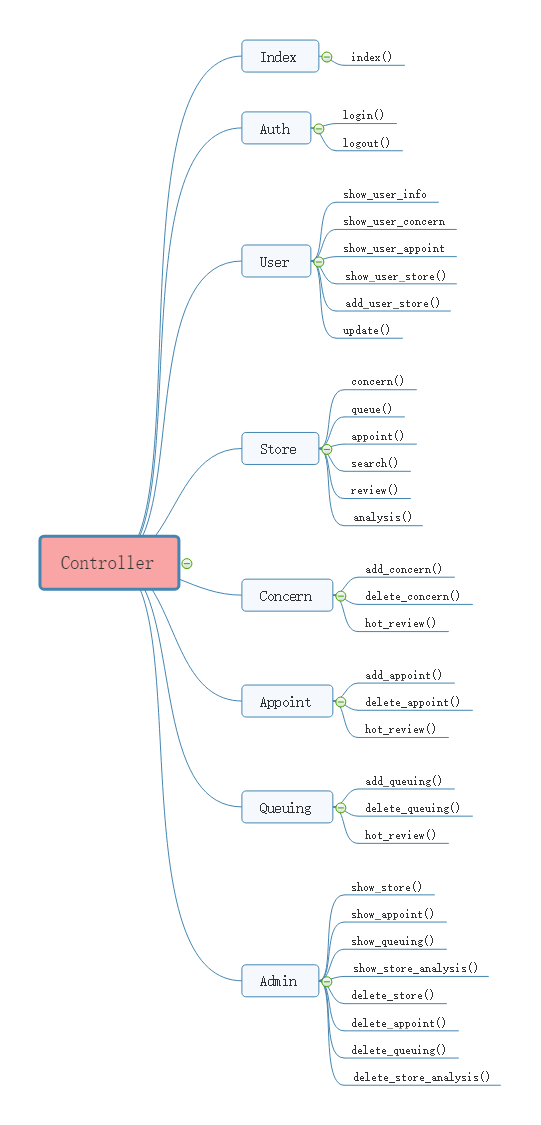 Controller
Index
index()
Auth
login()
logout()
User
show_user_info
show_user_concern
show_user_appoint
show_user_store()
add_user_store()
update()
Store
concern()
queue()
appoint()
search()
review()
analysis()
Concern
add_concern()
delete_concern()
hot_review()
Appoint
add_appoint()
delete_appoint()
hot_review()
Queuing
add_queuing()
delete_queuing()
hot_review()
Admin
show_store()
show_appoint()
show_queuing()
show_store_analysis()
delete_store()
delete_appoint()
delete_queuing()
delete_store_analysis()